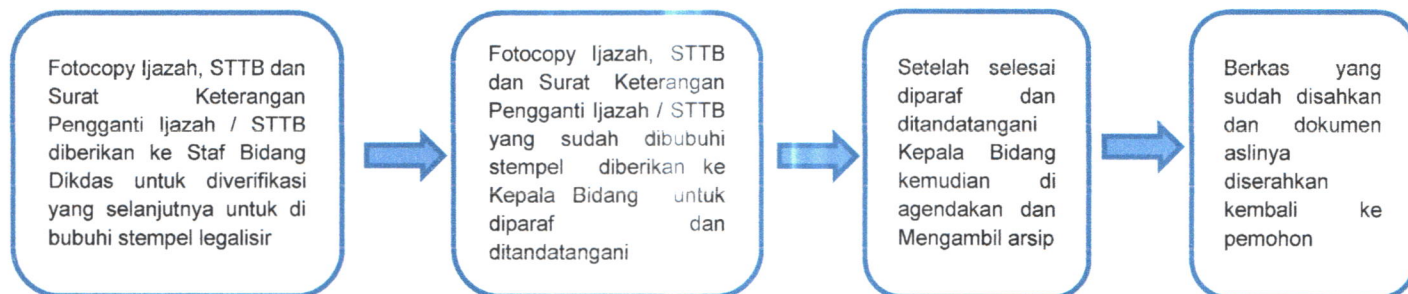 Fotocopy Ijazah, STTB dan
Surat Keterangan
Pengganti Ijazah / STTB
diberikan ke Staf Bidang
Dikdas untuk diverifikasi
yang selanjutnya untuk di
bubuhi stempel legalisir
Fotocopy Ijazah, STTB
dan Surat Keterangan
Pengganti Ijazah / STTB
yang sudah dibubuhi
stempel diberikan ke
Kepala Bidang untuk
diparaf dan
ditandatangani
Setelah selesai
diparaf dan
ditandatangani
Kepala Bidang
kemudian di
agendakan dan
Mengambil arsip
Berkas yang
sudah disahkan
dan dokumen
aslinya
diserahkan
kembali ke
pemohon